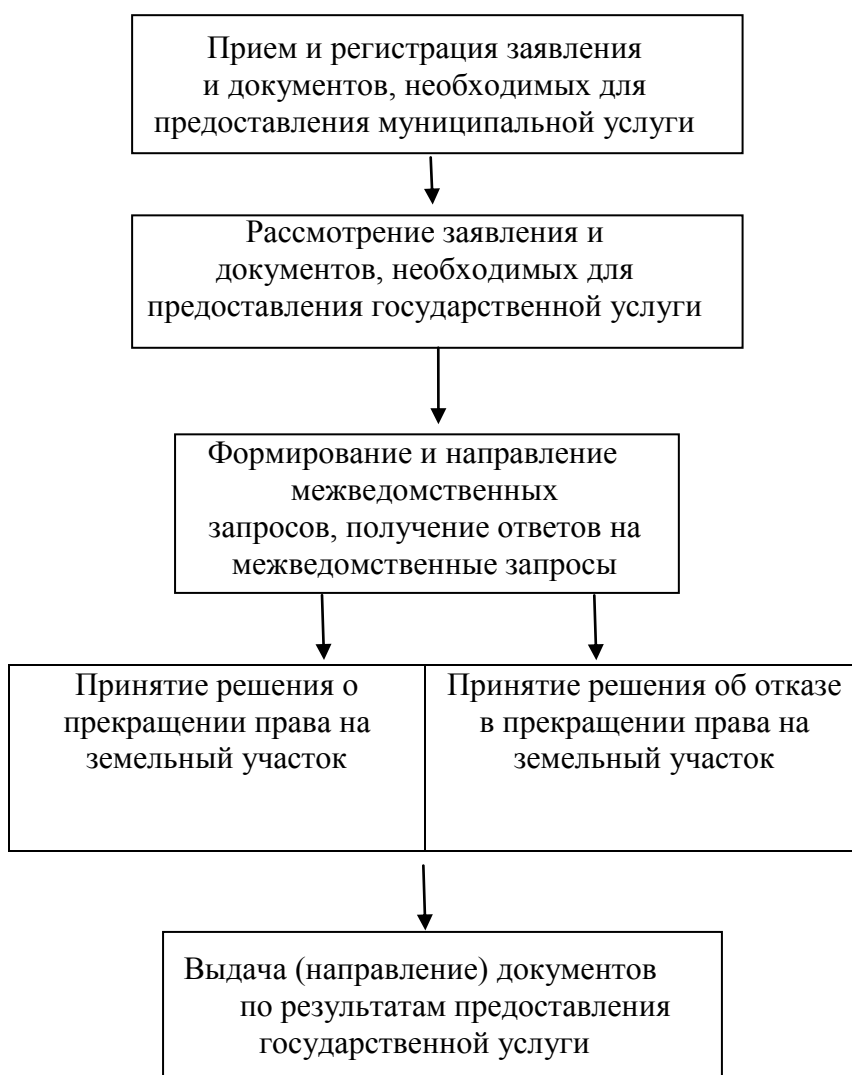 Прием и регистрация заявления
и документов, необходимых для
предоставления муниципальной услуги
Рассмотрение заявления и
документов, необходимых для
предоставления государственной услуги
Формирование и направление
межведомственных
запросов, получение ответов на
межведомственные запросы
Принятие решения о
прекращении права на
земельный участок
Принятие решения об отказе
в прекращении права на
земельный участок
Выдача (направление) документов
по результатам предоставления
государственной услуги